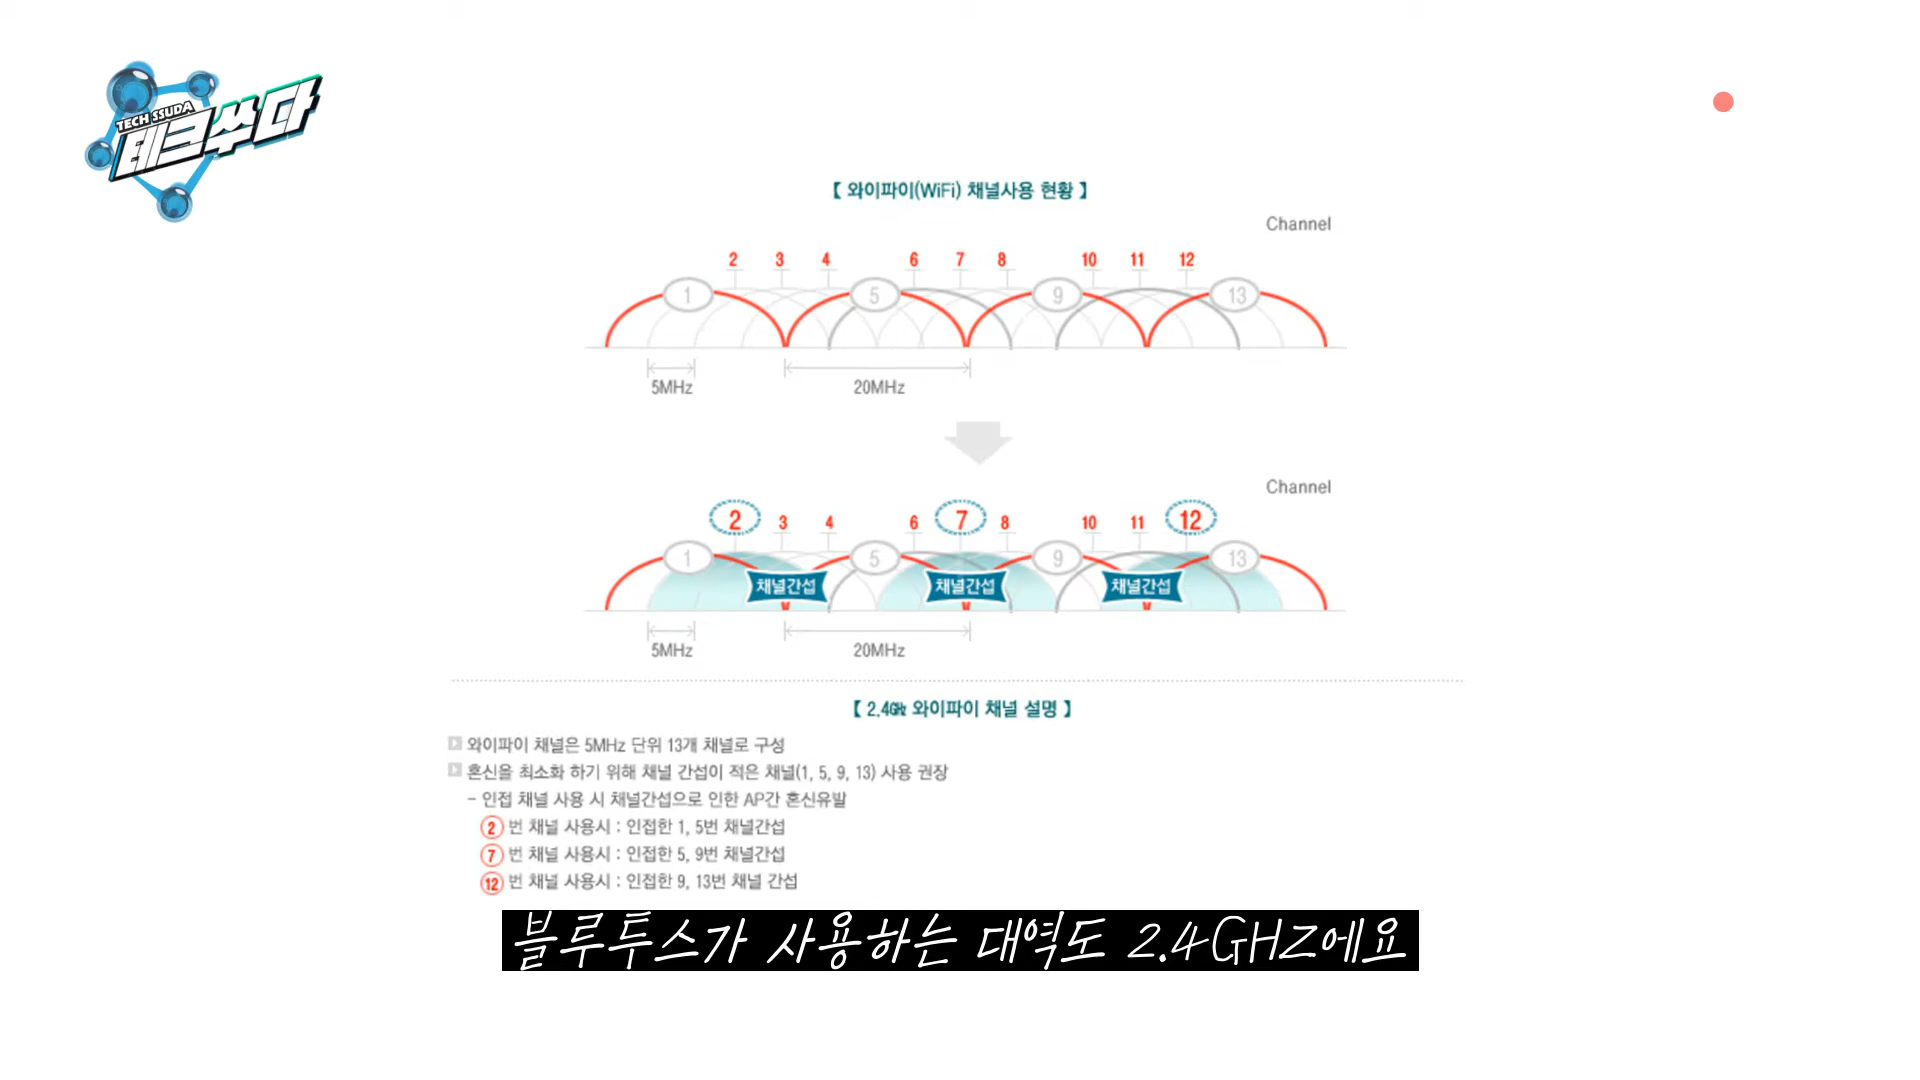 TECH SSUDA
테크쑤다
【 와이파이(WiFi) 채널사용 현황 】
Channel
2 3 4 6 7 8 10 11 12
1 5 9 13
5MHz 20MHz
Channel
2 3 4 6 7 8 10 11 12
1 5 9 13
채널간섭 채널간섭 채널간섭
5MHz 20MHz
【 2.4GHz 와이파이 채널 설명 】
와이파이 채널은 5MHz 단위 13개 채널로 구성
혼신을 최소화 하기 위해 채널 간섭이 적은 채널(1, 5, 9, 13) 사용 권장
- 인접 채널 사용 시 채널간섭으로 인한 AP간 혼신유발
2 번 채널 사용시 : 인접한 1, 5번 채널간섭
7 번 채널 사용시 : 인접한 5, 9번 채널간섭
12 번 채널 사용시 : 인접한 9, 13번 채널 간섭
블루투스가 사용하는 대역도 2.4GHZ에요